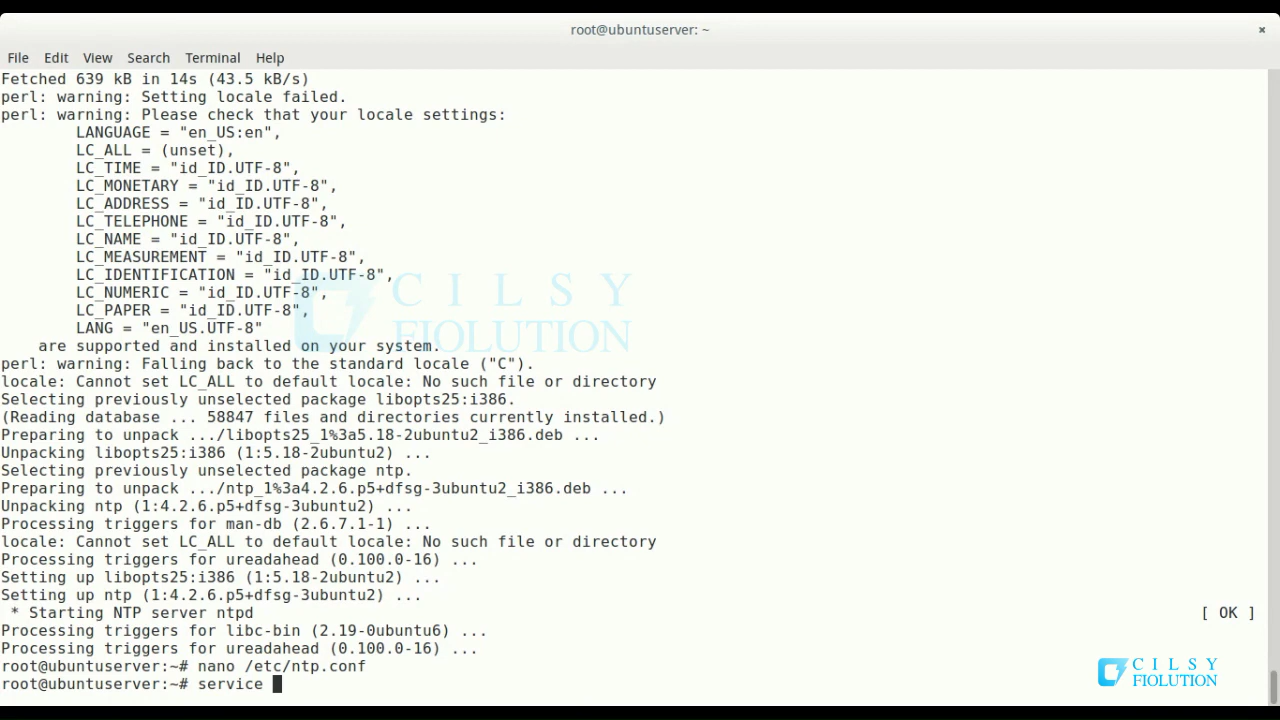 root@ubuntuserver: ~
×
File Edit View Search Terminal Help
Fetched 639 kB in 14s (43.5 kB/s)
perl: warning: Setting locale failed.
perl: warning: Please check that your locale settings:
        LANGUAGE = "en_US:en",
        LC_ALL = (unset),
        LC_TIME = "id_ID.UTF-8",
        LC_MONETARY = "id_ID.UTF-8",
        LC_ADDRESS = "id_ID.UTF-8",
        LC_TELEPHONE = "id_ID.UTF-8",
        LC_NAME = "id_ID.UTF-8",
        LC_MEASUREMENT = "id_ID.UTF-8",
        LC_IDENTIFICATION = "id_ID.UTF-8",
        LC_NUMERIC = "id_ID.UTF-8",
        LC_PAPER = "id_ID.UTF-8",
        LANG = "en_US.UTF-8"
    are supported and installed on your system.
perl: warning: Falling back to the standard locale ("C").
locale: Cannot set LC_ALL to default locale: No such file or directory
Selecting previously unselected package libopts25:i386.
(Reading database ... 58847 files and directories currently installed.)
Preparing to unpack .../libopts25_1%3a5.18-2ubuntu2_i386.deb ...
Unpacking libopts25:i386 (1:5.18-2ubuntu2) ...
Selecting previously unselected package ntp.
Preparing to unpack .../ntp_1%3a4.2.6.p5+dfsg-3ubuntu2_i386.deb ...
Unpacking ntp (1:4.2.6.p5+dfsg-3ubuntu2) ...
Processing triggers for man-db (2.6.7.1-1) ...
locale: Cannot set LC_ALL to default locale: No such file or directory
Processing triggers for ureadahead (0.100.0-16) ...
Setting up libopts25:i386 (1:5.18-2ubuntu2) ...
Setting up ntp (1:4.2.6.p5+dfsg-3ubuntu2) ...
 * Starting NTP server ntpd [ OK ]
Processing triggers for libc-bin (2.19-0ubuntu6) ...
Processing triggers for ureadahead (0.100.0-16) ...
root@ubuntuserver:~# nano /etc/ntp.conf
root@ubuntuserver:~# service
CILSY
FIOLUTION
CILSY
FIOLUTION